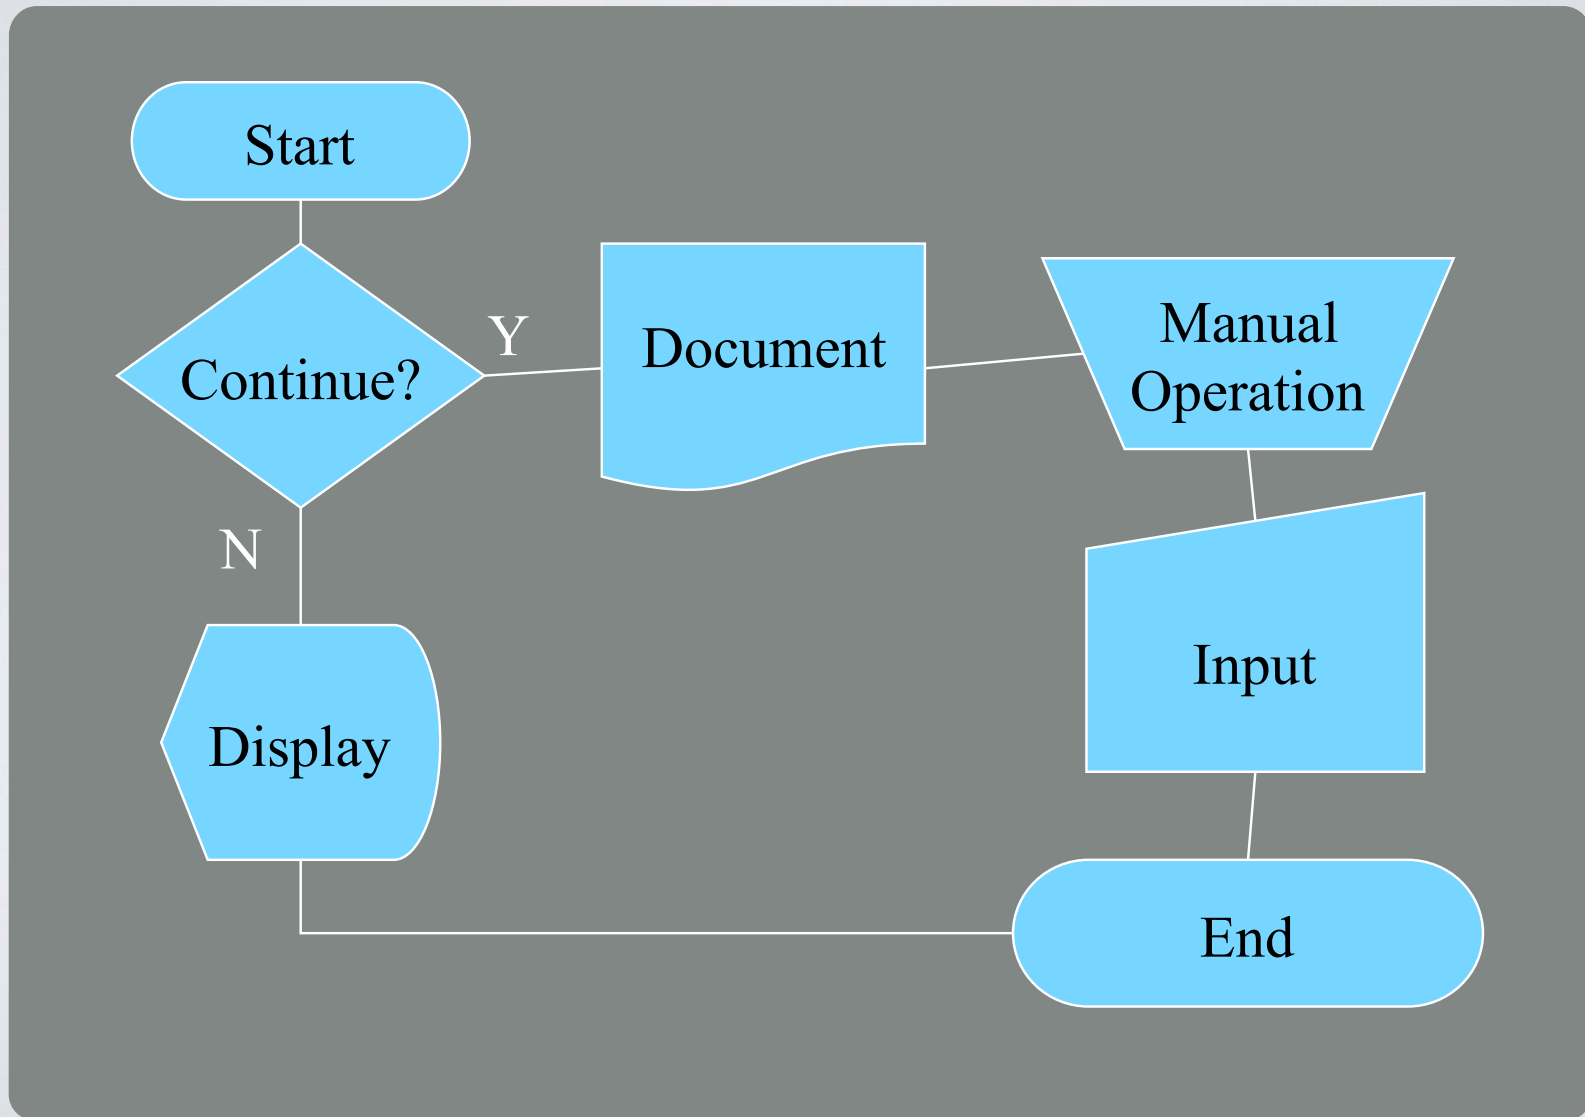 Start
Continue?
Y
Document
Manual
Operation
N
Input
Display
End